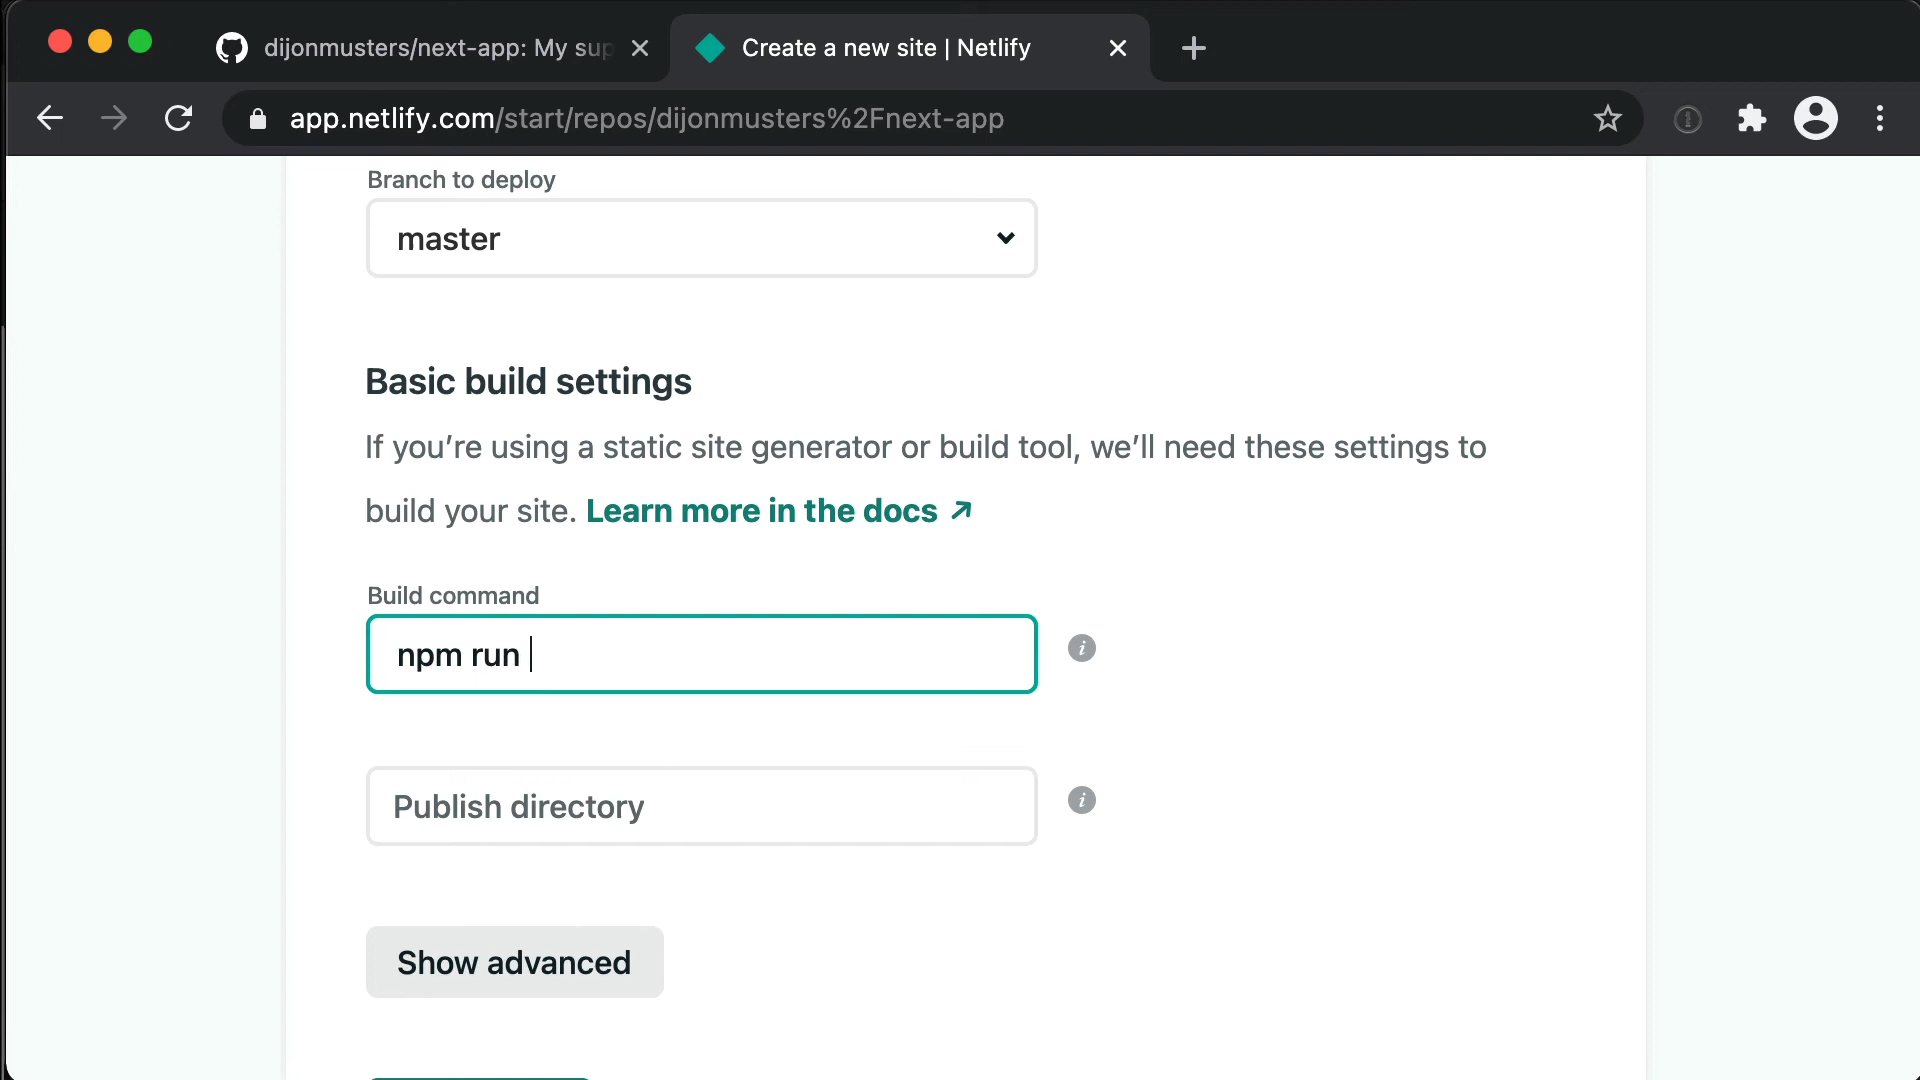 dijonmusters/next-app: My sup
Create a new site | Netlify
app.netlify.com/start/repos/dijonmusters%2Fnext-app
Branch to deploy
master
Basic build settings
If you’re using a static site generator or build tool, we’ll need these settings to
build your site. Learn more in the docs ↗
Build command
npm run
Publish directory
Show advanced